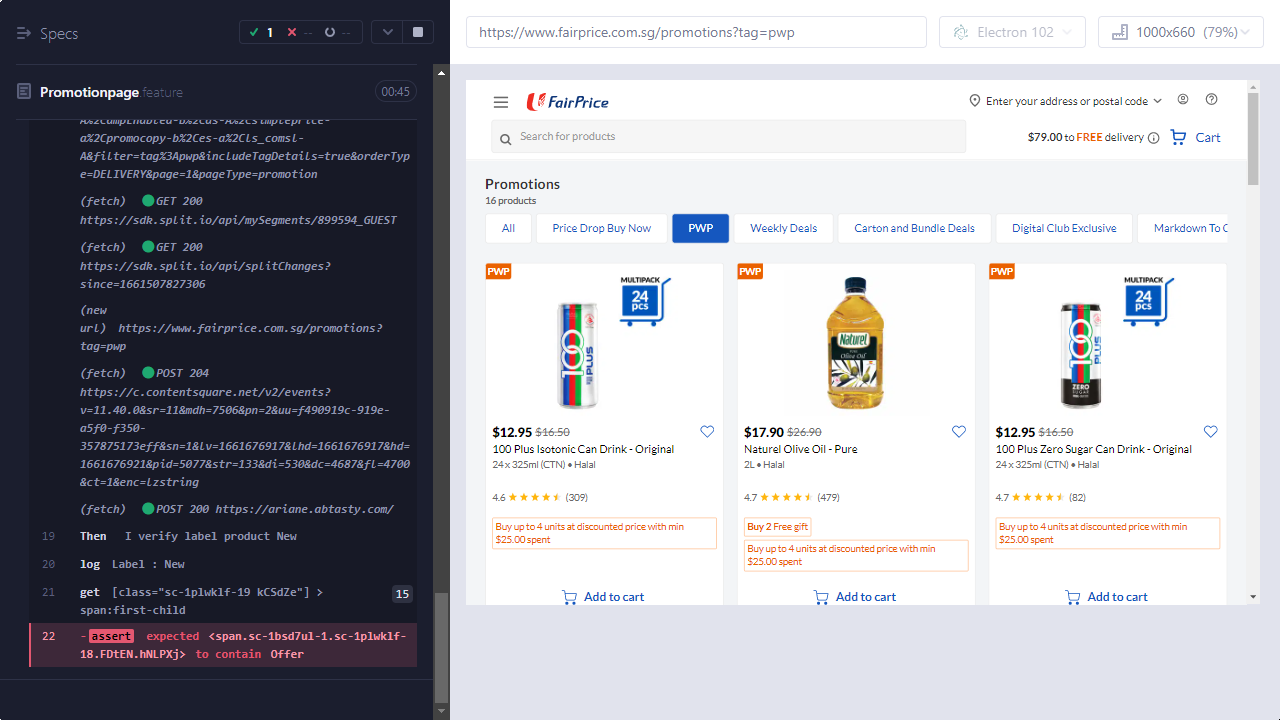 Specs
1
--
--
Promotionpage.feature
00:45
A%2CampEnabled-b%2Cds-A%2Csimpleprice-
a%2Cpromocopy-b%2Ces-a%2Cls_comsl-
A&filter=tag%3Apwp&includeTagDetails=true&orderTyp
e=DELIVERY&page=1&pageType=promotion
(fetch) GET 200
https://sdk.split.io/api/mySegments/899594_GUEST
(fetch) GET 200
https://sdk.split.io/api/splitChanges?
since=1661507827306
(new
url) https://www.fairprice.com.sg/promotions?
tag=pwp
(fetch) POST 204
https://c.contentsquare.net/v2/events?
v=11.40.0&sr=11&mdh=7506&pn=2&uu=f490919c-919e-
a5f0-f350-
357875173eff&sn=1&lv=1661676917&lhd=1661676917&hd=
1661676921&pid=5077&str=133&di=530&dc=4687&fl=4700
&ct=1&enc=lzstring
(fetch) POST 200 https://ariane.abtasty.com/
19 Then I verify label product New
20 log Label : New
21 get [class="sc-1plwklf-19 kCSdZe"] > 15
span:first-child
22 -assert expected <span.sc-1bsd7ul-1.sc-1plwklf-
18.FDtEN.hNLPXj> to contain Offer
https://www.fairprice.com.sg/promotions?tag=pwp
Electron 102
1000x660 (79%)
FairPrice
Enter your address or postal code
Search for products
$79.00 to FREE delivery
Cart
Promotions
16 products
All
Price Drop Buy Now
PWP
Weekly Deals
Carton and Bundle Deals
Digital Club Exclusive
Markdown To C
PWP
MULTIPACK
24
pcs
100
PLUS
$12.95 $16.50
100 Plus Isotonic Can Drink - Original
24 x 325ml (CTN) • Halal
4.6 ★★★★★ (309)
Buy up to 4 units at discounted price with min
$25.00 spent
Add to cart
PWP
Naturel
Olive Oil
$17.90 $26.90
Naturel Olive Oil - Pure
2L • Halal
4.7 ★★★★★ (479)
Buy 2 Free gift
Buy up to 4 units at discounted price with min
$25.00 spent
Add to cart
PWP
MULTIPACK
24
pcs
100
PLUS
ZERO
SUGAR
$12.95 $16.50
100 Plus Zero Sugar Can Drink - Original
24 x 325ml (CTN) • Halal
4.7 ★★★★★ (82)
Buy up to 4 units at discounted price with min
$25.00 spent
Add to cart